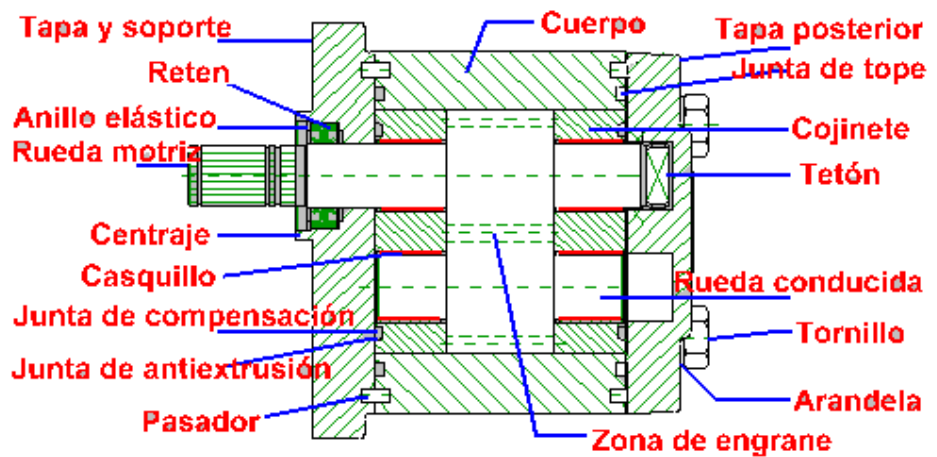 Tapa y soporte
Cuerpo
Tapa posterior
Reten
Junta de tope
Anillo elástico
Cojinete
Rueda motriz
Tetón
Centraje
Casquillo
Rueda conducida
Junta de compensación
Tornillo
Junta de antiextrusión
Arandela
Pasador
Zona de engrane